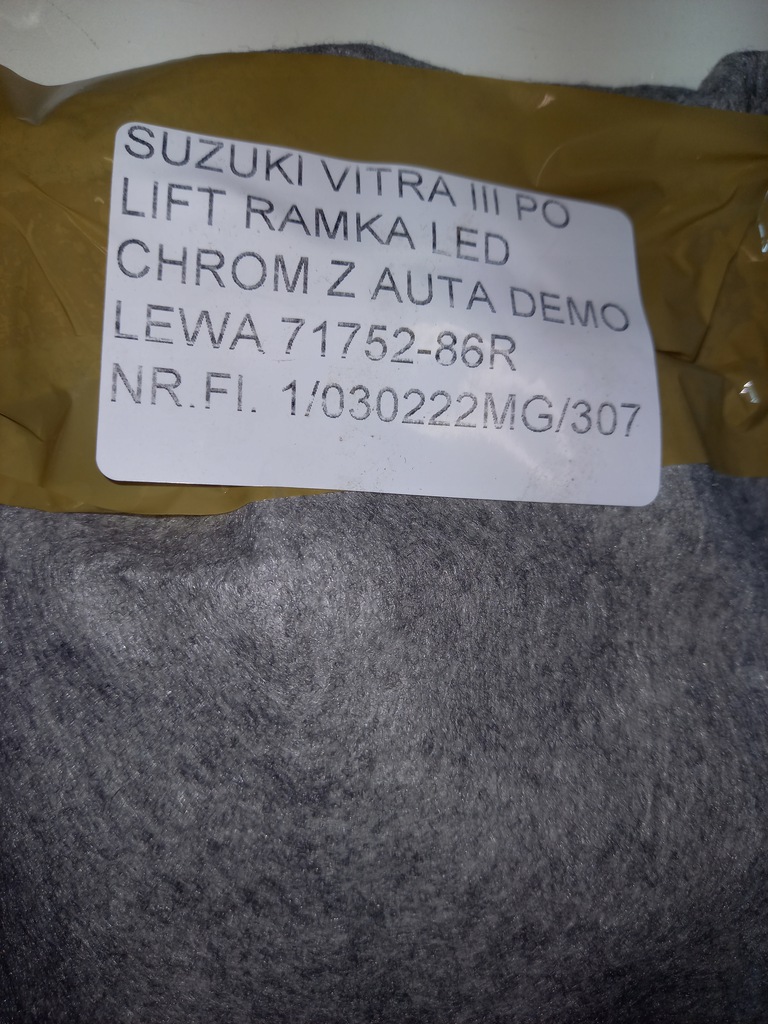 SUZUKI VITRA III PO
LIFT RAMKA LED
CHROM Z AUTA DEMO
LEWA 71752-86R
NR.FI. 1/030222MG/307